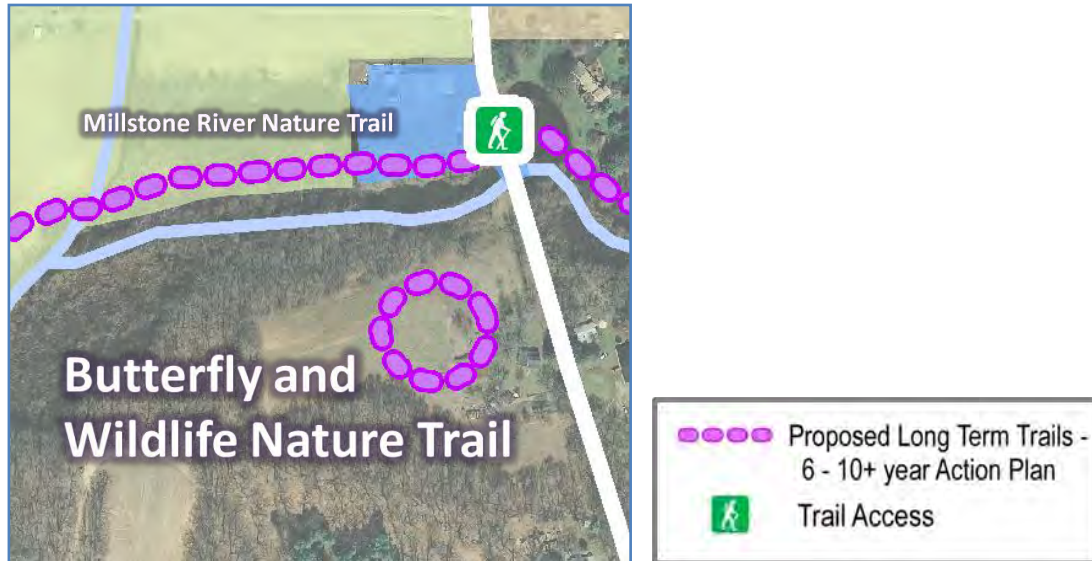 Millstone River Nature Trail
Butterfly and
Wildlife Nature Trail
Proposed Long Term Trails -
6 - 10+ year Action Plan
Trail Access